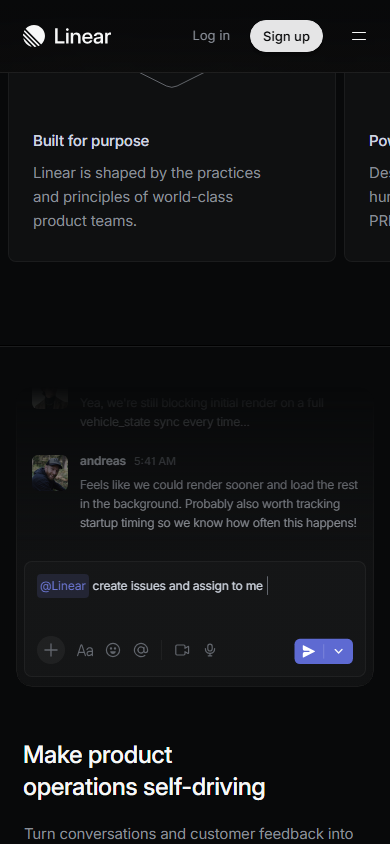 Linear
Log in
Sign up
Built for purpose
Linear is shaped by the practices
and principles of world-class
product teams.
Po
De
hu
PR
Yea, we're still blocking initial render on a full
vehicle_state sync every time...
andreas 5:41 AM
Feels like we could render sooner and load the rest
in the background. Probably also worth tracking
startup timing so we know how often this happens!
@Linear create issues and assign to me
Aa
Make product
operations self-driving
Turn conversations and customer feedback into